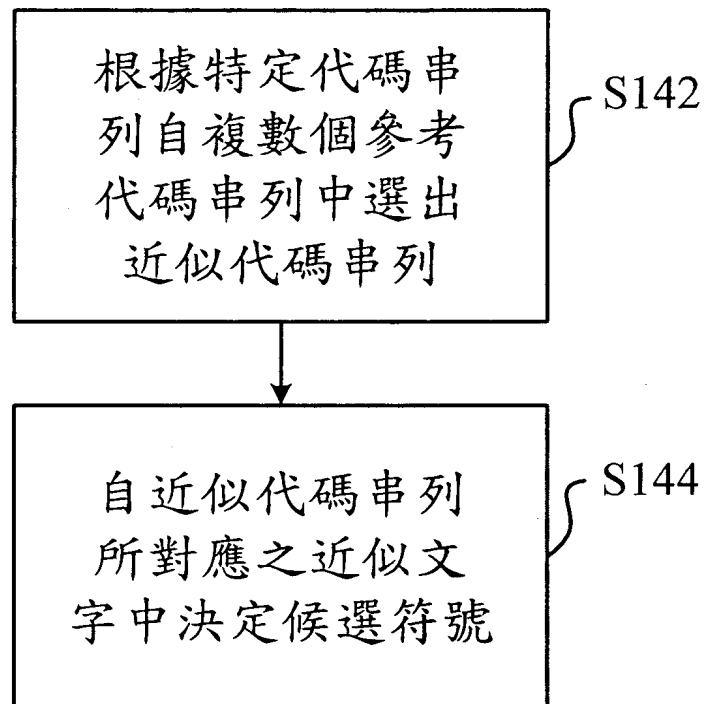 根據特定代碼串
列自複數個參考
代碼串列中選出
近似代碼串列
S142
自近似代碼串列
所對應之近似文
字中決定候選符號
S144